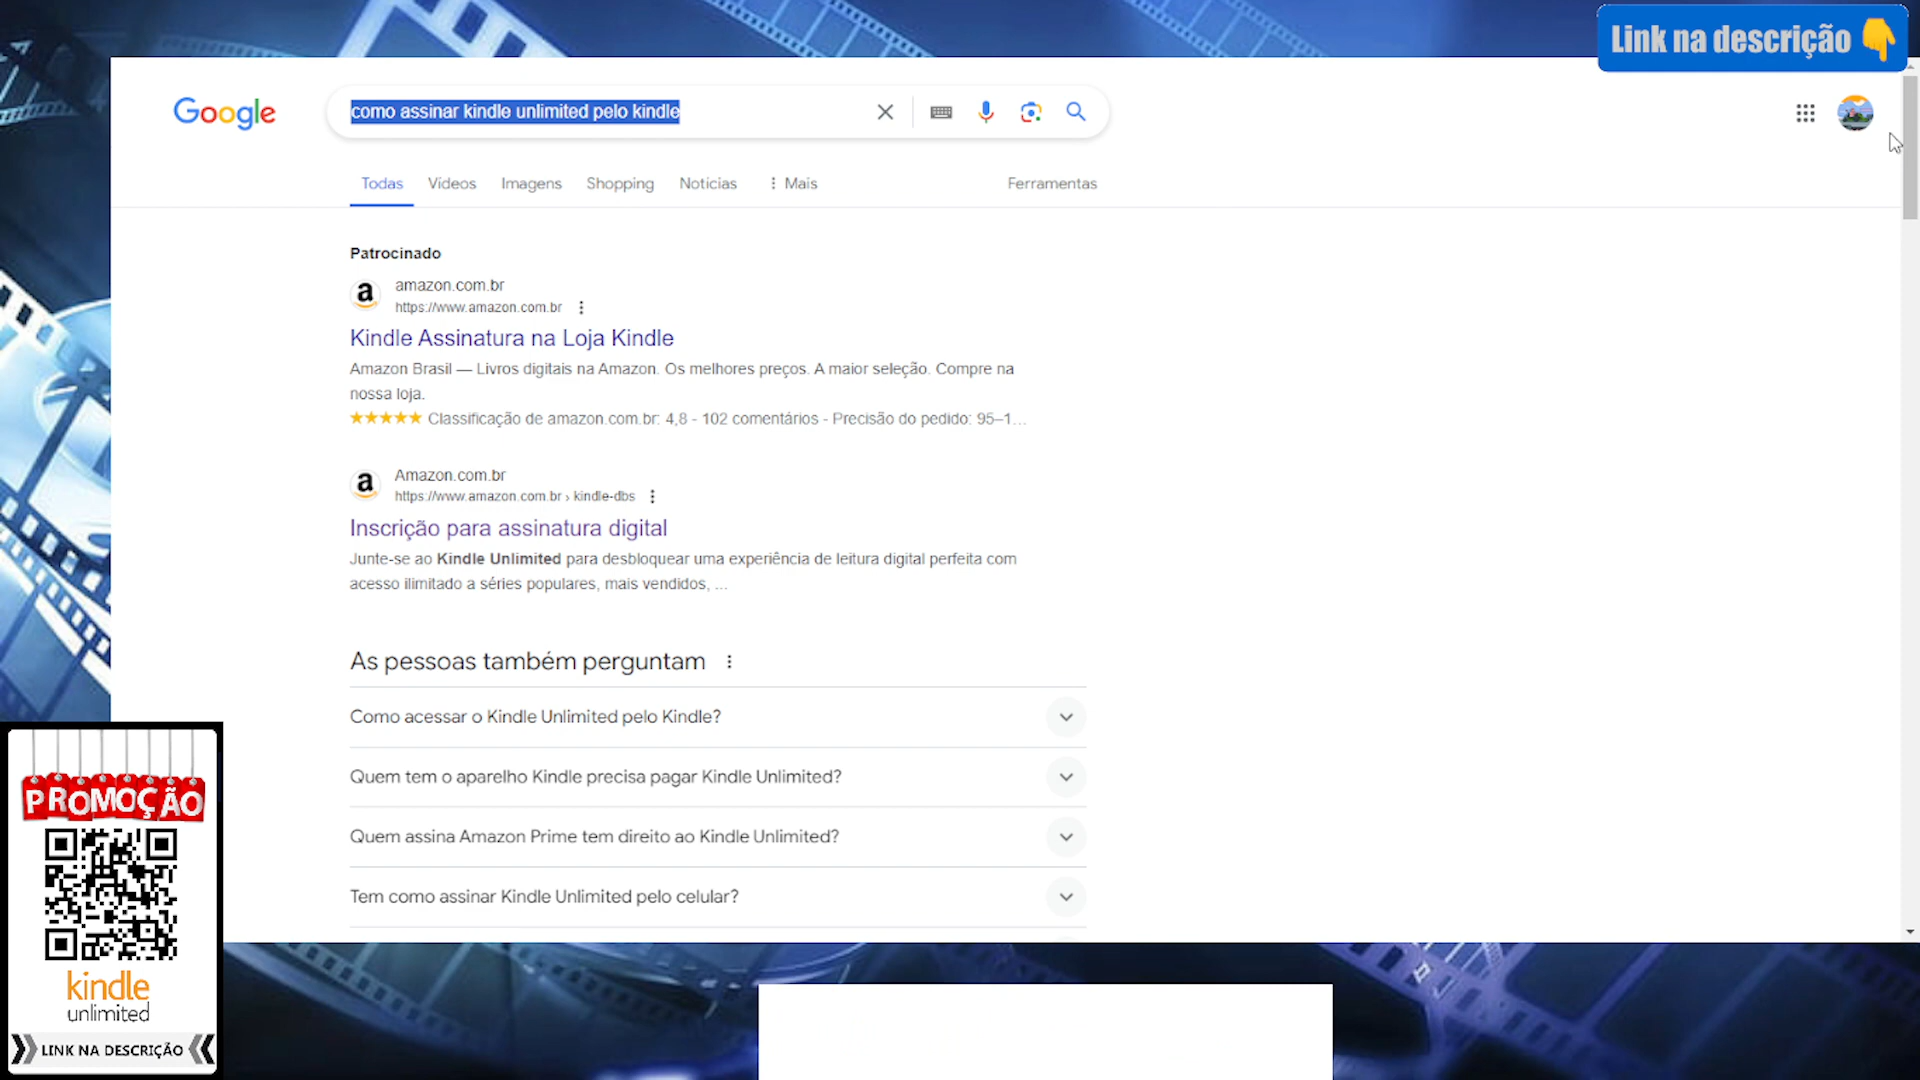 Link na descrição
Google
como assinar kindle unlimited pelo kindle
Todas
Vídeos
Imagens
Shopping
Notícias
Mais
Ferramentas
Patrocinado
amazon.com.br
https://www.amazon.com.br
Kindle Assinatura na Loja Kindle
Amazon Brasil — Livros digitais na Amazon. Os melhores preços. A maior seleção. Compre na
nossa loja.
★★★★★ Classificação de amazon.com.br: 4,8 - 102 comentários - Precisão do pedido: 95–1...
Amazon.com.br
https://www.amazon.com.br › kindle-dbs
Inscrição para assinatura digital
Junte-se ao Kindle Unlimited para desbloquear uma experiência de leitura digital perfeita com
acesso ilimitado a séries populares, mais vendidos, ...
As pessoas também perguntam
Como acessar o Kindle Unlimited pelo Kindle?
Quem tem o aparelho Kindle precisa pagar Kindle Unlimited?
Quem assina Amazon Prime tem direito ao Kindle Unlimited?
Tem como assinar Kindle Unlimited pelo celular?
PROMOÇÃO
kindle
unlimited
LINK NA DESCRIÇÃO